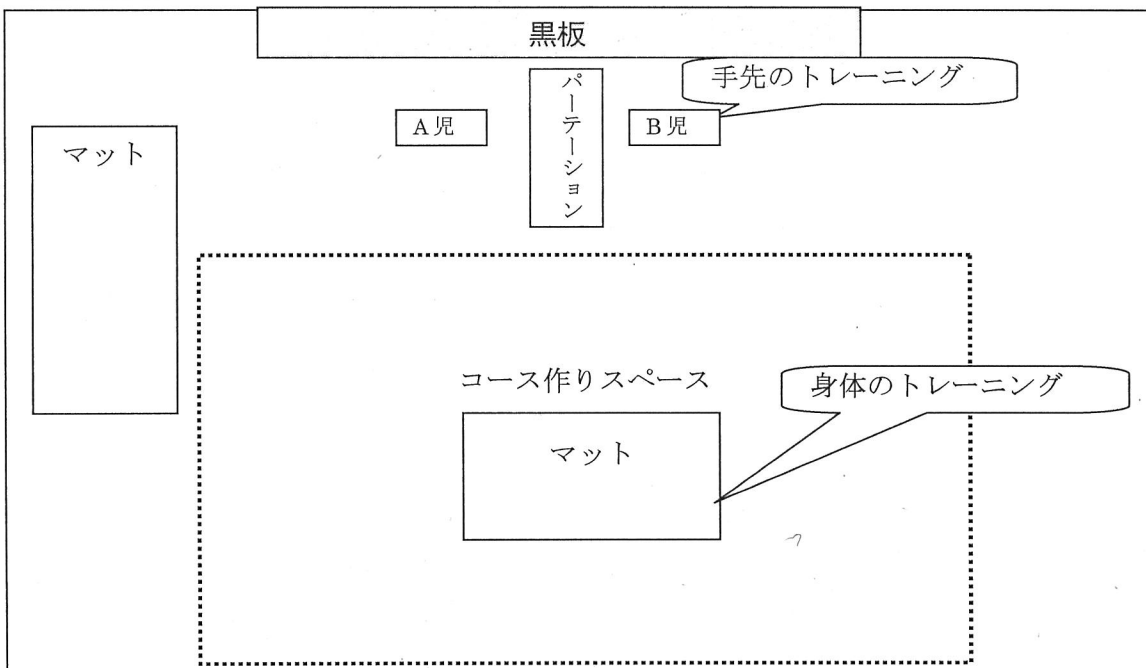 黒板
手先のトレーニング
パーテーション
A児
B児
マット
コース作りスペース
身体のトレーニング
マット